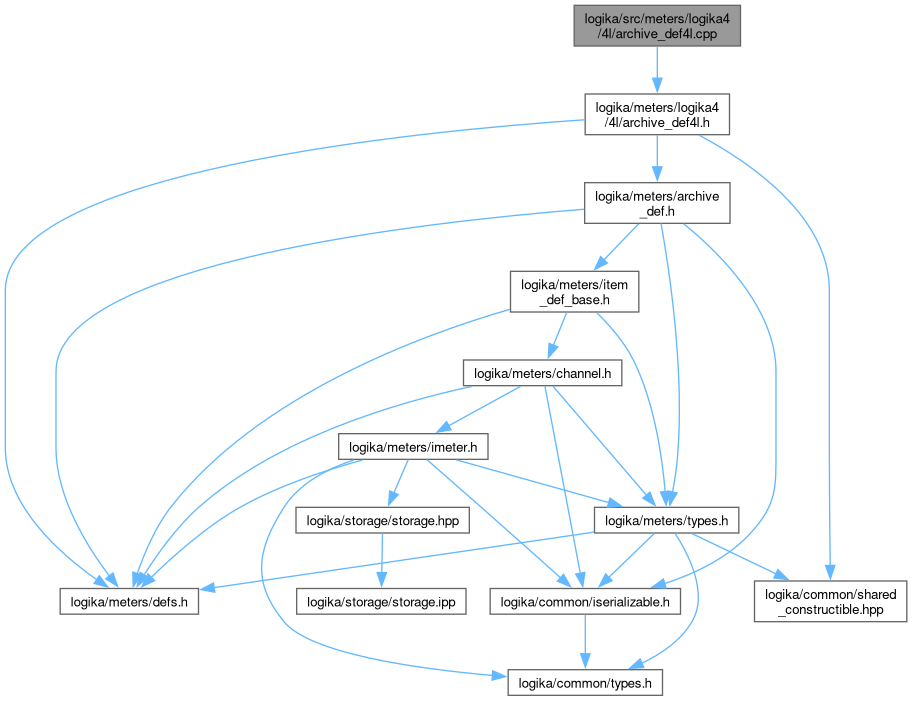 logika/src/meters/logika4
/4l/archive_def4l.cpp
logika/meters/logika4
/4l/archive_def4l.h
logika/meters/archive
_def.h
logika/meters/item
_def_base.h
logika/meters/channel.h
logika/meters/imeter.h
logika/storage/storage.hpp
logika/meters/types.h
logika/meters/defs.h
logika/storage/storage.ipp
logika/common/iserializable.h
logika/common/shared
_constructible.hpp
logika/common/types.h